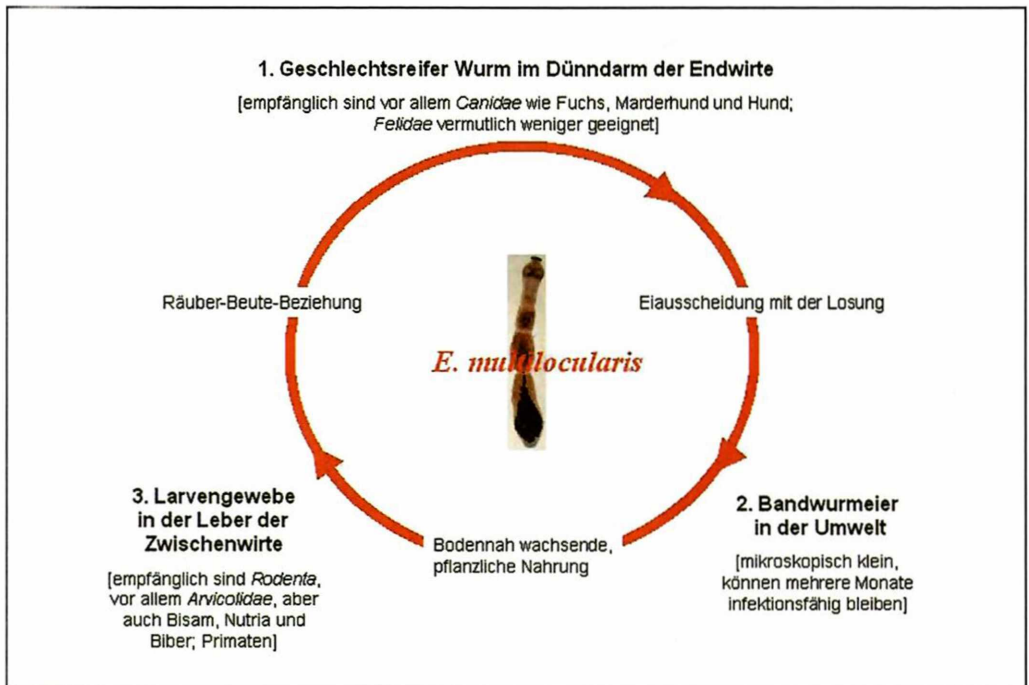 1. Geschlechtsreifer Wurm im Dünndarm der Endwirte
[empfänglich sind vor allem Canidae wie Fuchs, Marderhund und Hund;
Felidae vermutlich weniger geeignet]
Räuber-Beute-Beziehung
Eiausscheidung mit der Losung
E. multilocularis
3. Larvengewebe
in der Leber der
Zwischenwirte
[empfänglich sind Rodenta,
vor allem Arvicolidae, aber
auch Bisam, Nutria und
Biber; Primaten]
Bodennah wachsende,
pflanzliche Nahrung
2. Bandwurmeier
in der Umwelt
[mikroskopisch klein,
können mehrere Monate
infektionsfähig bleiben]